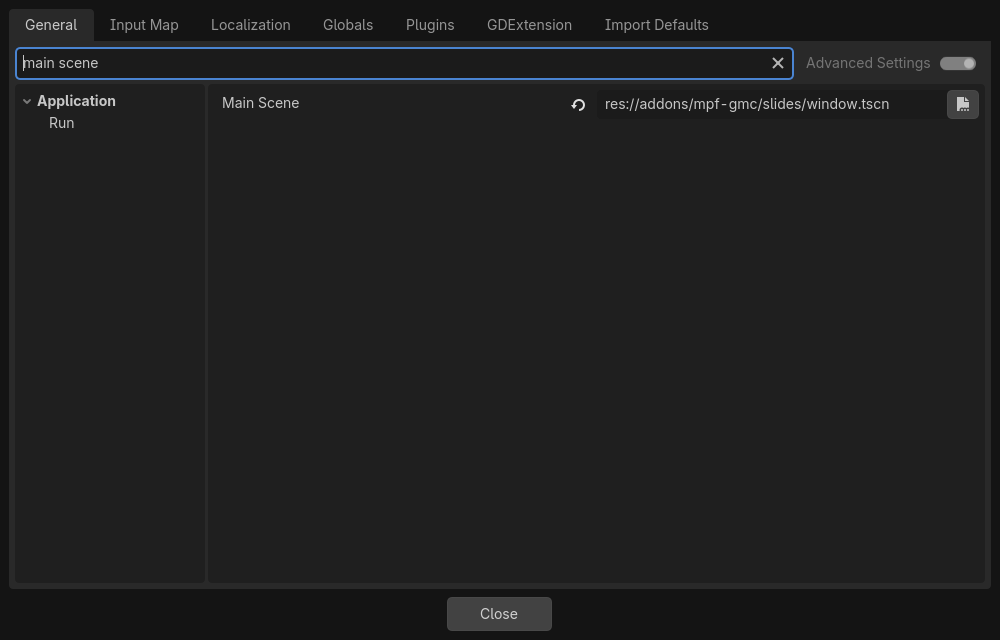 General Input Map Localization Globals Plugins GDExtension Import Defaults
main scene Advanced Settings
Application
Run
Main Scene res://addons/mpf-gmc/slides/window.tscn
Close